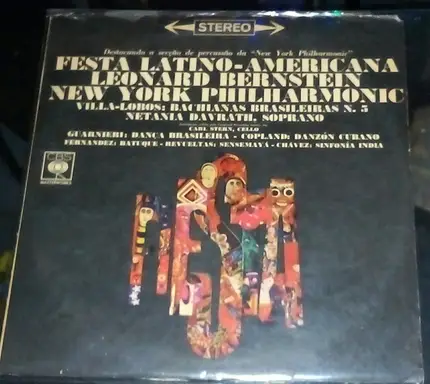 STEREO
Destacando a secção de percussão da "New York Philharmonic"
FESTA LATINO-AMERICANA
LEONARD BERNSTEIN
NEW YORK PHILHARMONIC
VILLA-LOBOS: BACHIANAS BRASILEIRAS N. 5
NETANIA DAVRATH, SOPRANO
CARL STERN, CELLO
GUARNIERI: DANÇA BRASILEIRA - COPLAND: DANZÓN CUBANO
FERNANDEZ: BATUQUE - REVUELTAS: SENSEMAYÁ - CHÁVEZ: SINFONÍA INDIA
CBS
FIESTA